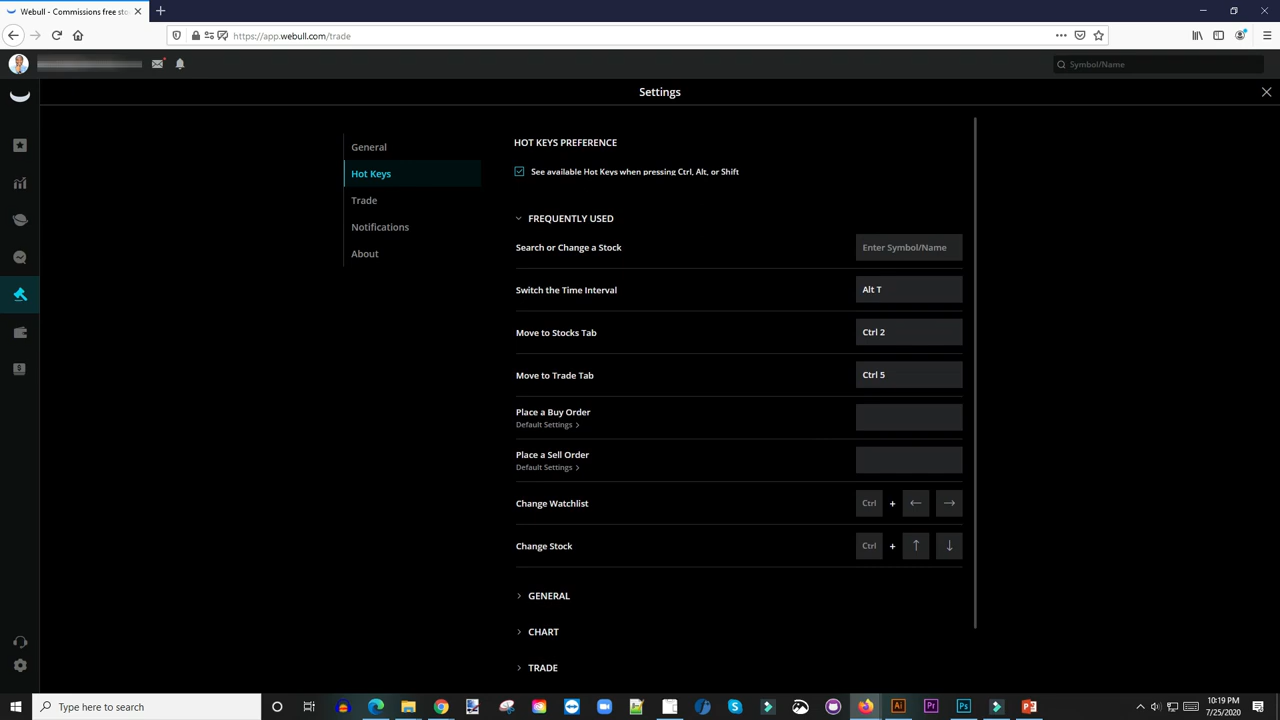 Webull - Commissions free sto
https://app.webull.com/trade
Symbol/Name
Settings
General
Hot Keys
Trade
Notifications
About
HOT KEYS PREFERENCE
See available Hot Keys when pressing Ctrl, Alt, or Shift
FREQUENTLY USED
Search or Change a Stock
Enter Symbol/Name
Switch the Time Interval
Alt T
Move to Stocks Tab
Ctrl 2
Move to Trade Tab
Ctrl 5
Place a Buy Order
Default Settings >
Place a Sell Order
Default Settings >
Change Watchlist
Ctrl + ← →
Change Stock
Ctrl + ↑ ↓
GENERAL
CHART
TRADE
Type here to search
Ai
Pr
Ps
10:19 PM
7/25/2020